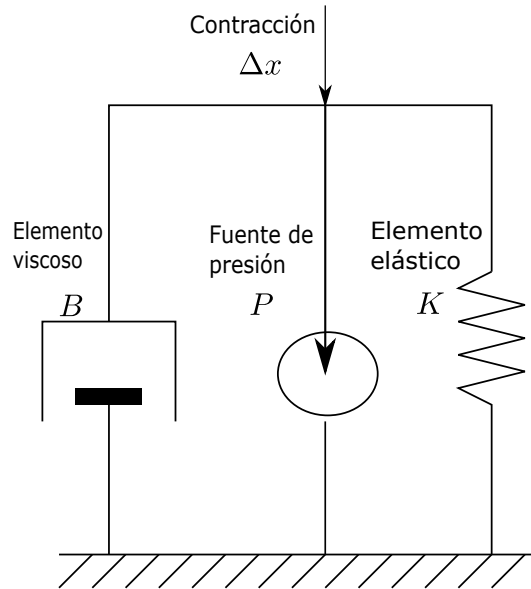 Contracción
Δx
Elemento
viscoso
B
Fuente de
presión
P
Elemento
elástico
K